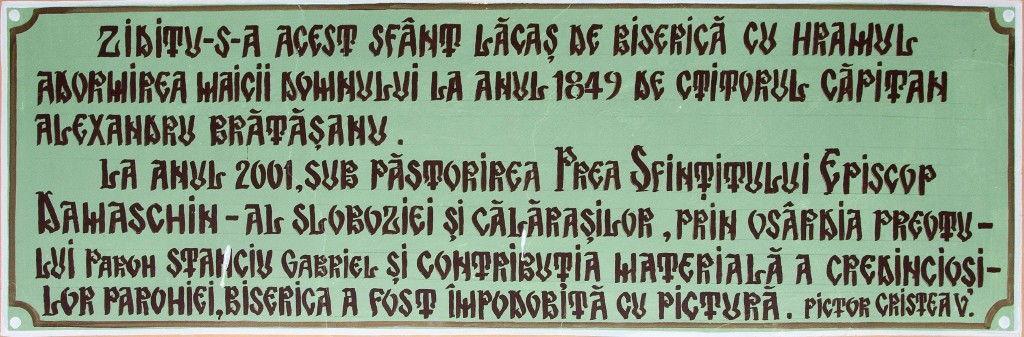 ZIDITU-S-A ACEST SFÂNT LĂCAȘ DE BISERICĂ CU HRAMUL
ADORMIREA MAICII DOMNULUI LA ANUL 1849 DE CTITORUL CĂPITAN
ALEXANDRU BRĂTĂȘANU.
LA ANUL 2001, SUB PĂSTORIREA PREA SFINȚITULUI EPISCOP
DAMASCHIN - AL SLOBOZIEI ȘI CĂLĂRAȘILOR, PRIN OSÂRDIA PREOTU-
LUI PAROH STANCIU GABRIEL ȘI CONTRIBUȚIA MATERIALĂ A CREDINCIOȘI-
LOR PAROHIEI, BISERICA A FOST ÎMPODOBITĂ CU PICTURĂ. PICTOR CRISTEA V.